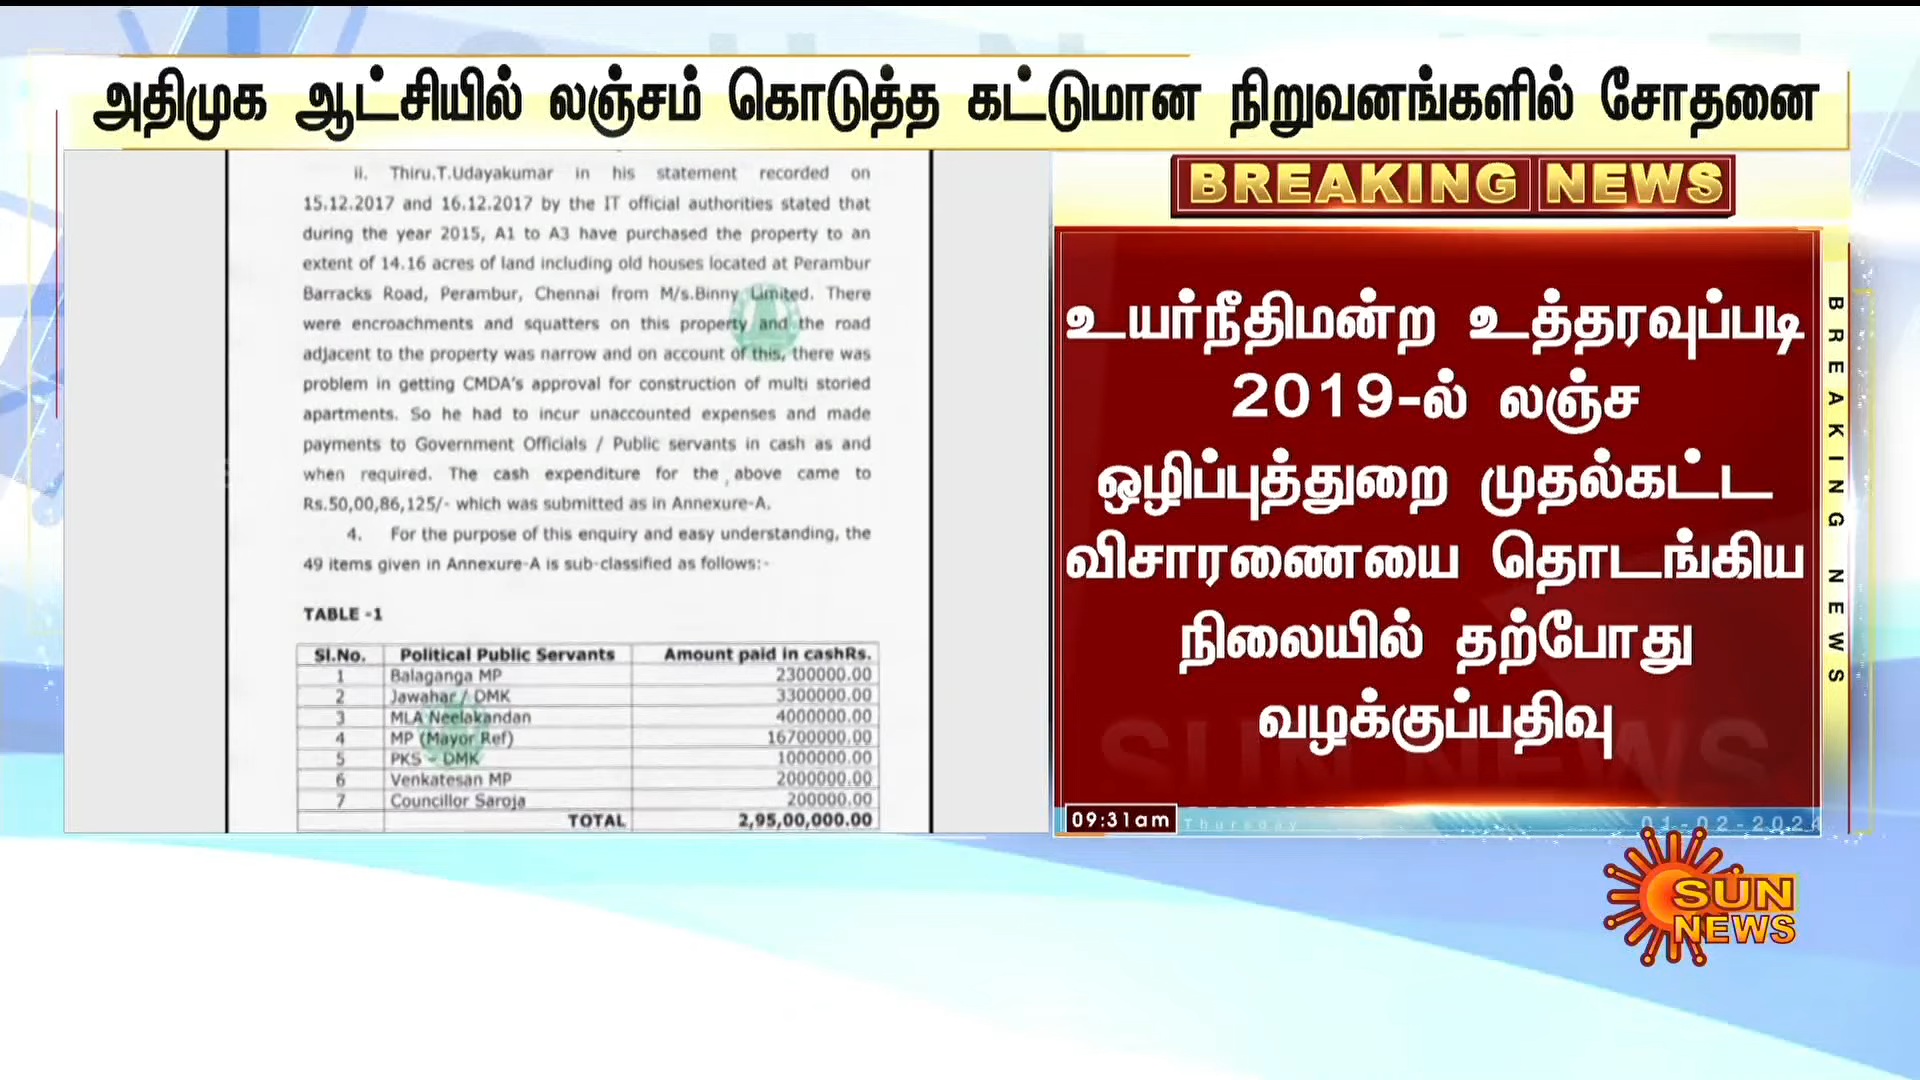 அதிமுக ஆட்சியில் லஞ்சம் கொடுத்த கட்டுமான நிறுவனங்களில் சோதனை
ii. Thiru.T.Udayakumar in his statement recorded on
15.12.2017 and 16.12.2017 by the IT official authorities stated that
during the year 2015, A1 to A3 have purchased the property to an
extent of 14.16 acres of land including old houses located at Perambur
Barracks Road, Perambur, Chennai from M/s.Binny Limited. There
were encroachments and squatters on this property and the road
adjacent to the property was narrow and on account of this, there was
problem in getting CMDA's approval for construction of multi storied
apartments. So he had to incur unaccounted expenses and made
payments to Government Officials / Public servants in cash as and
when required. The cash expenditure for the above came to
Rs.50,00,86,125/- which was submitted as in Annexure-A.
4. For the purpose of this enquiry and easy understanding, the
49 items given in Annexure-A is sub-classified as follows:-
TABLE -1
Sl.No. Political Public Servants Amount paid in cashRs.
1 Balaganga MP 2300000.00
2 Jawahar / DMK 3300000.00
3 MLA Neelakandan 4000000.00
4 MP (Mayor Ref) 16700000.00
5 PKS - DMK 1000000.00
6 Venkatesan MP 2000000.00
7 Councillor Saroja 200000.00
TOTAL 2,95,00,000.00
BREAKING NEWS
உயர்நீதிமன்ற உத்தரவுப்படி
2019-ல் லஞ்ச
ஒழிப்புத்துறை முதல்கட்ட
விசாரணையை தொடங்கிய
நிலையில் தற்போது
வழக்குப்பதிவு
SUN NEWS
09:31am Thursday 01-02-2024
BREAKING NEWS
SUN
NEWS